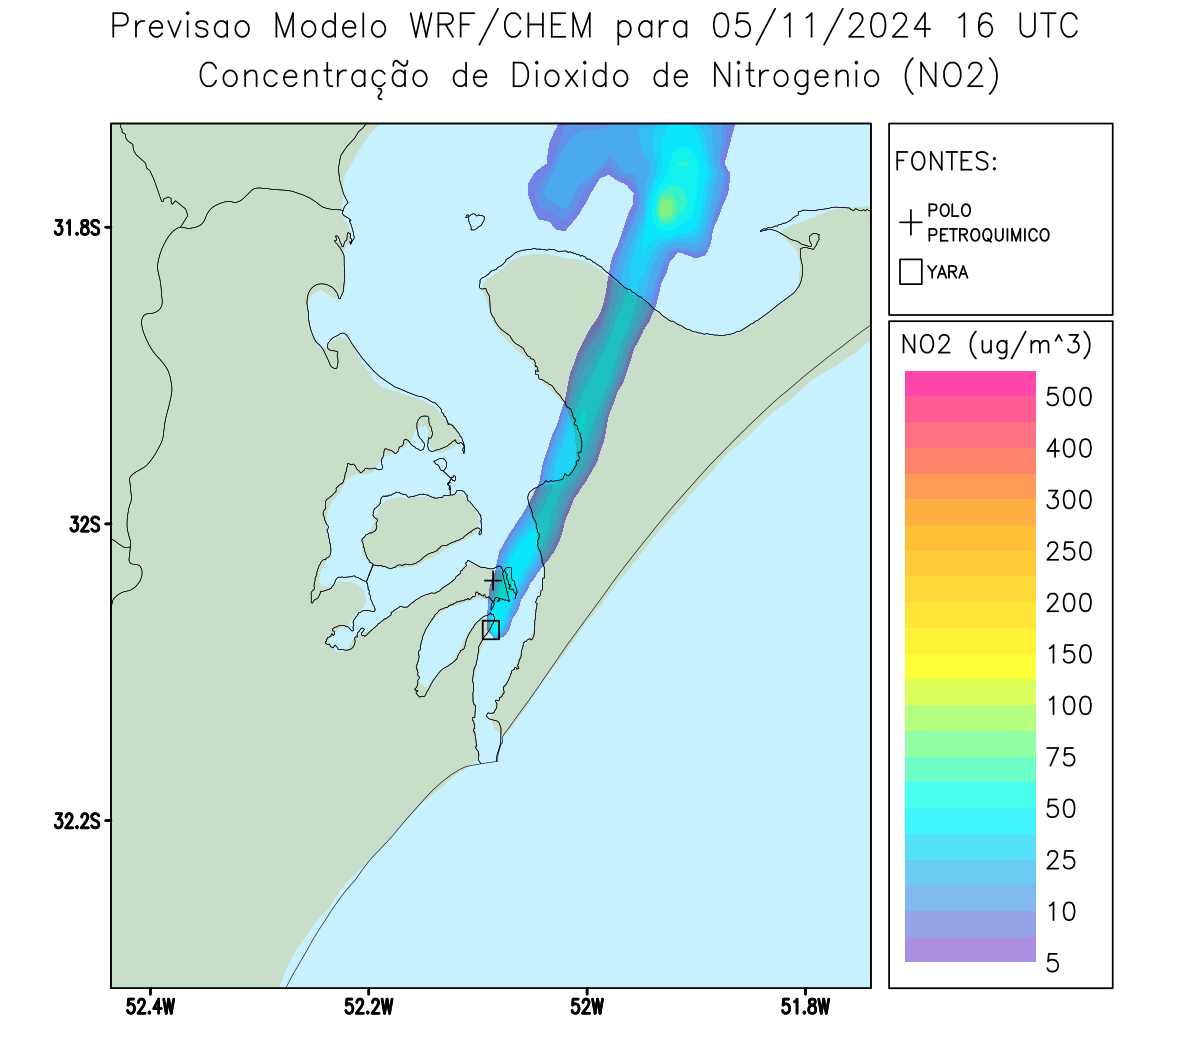 Previsao Modelo WRF/CHEM para 05/11/2024 16 UTC
Concentração de Dioxido de Nitrogenio (NO2)
FONTES:
POLO
PETROQUIMICO
YARA
NO2 (ug/m^3)
500
400
300
250
200
150
100
75
50
25
10
5
31.8S
32S
32.2S
52.4W
52.2W
52W
51.8W